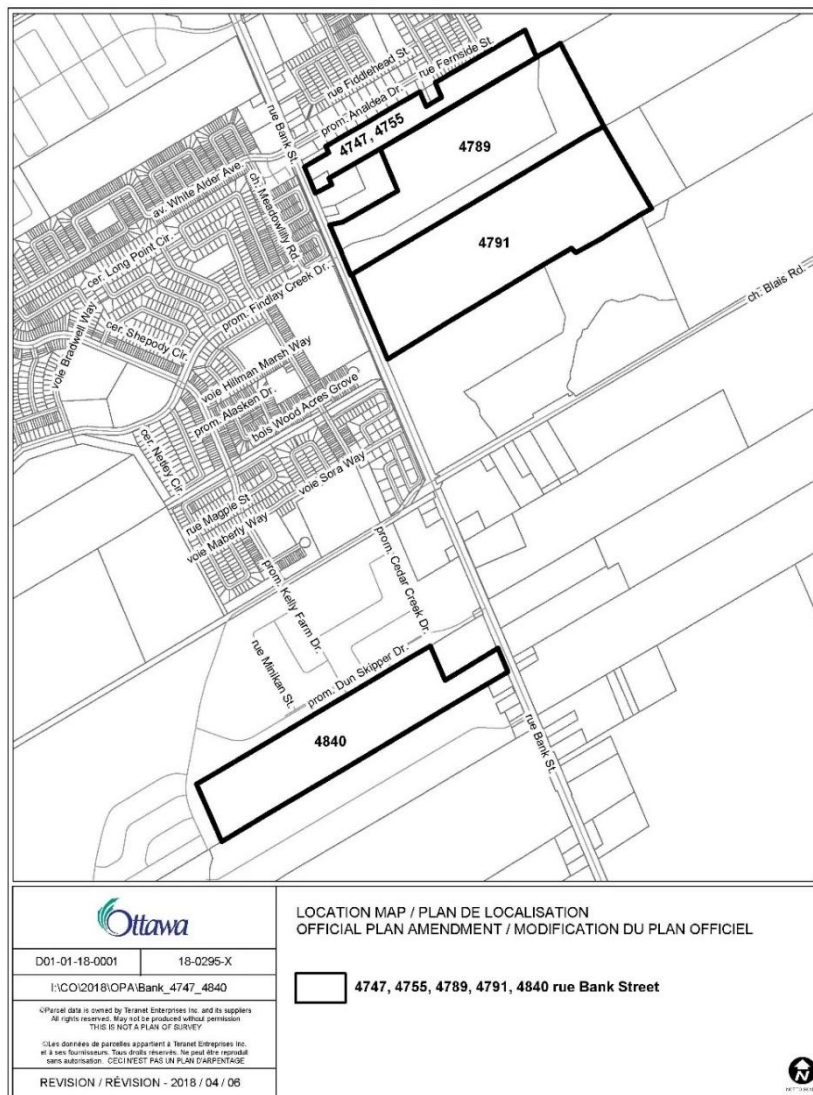 rue Fiddlehead St.
rue Fernside St.
prom. Analdea Dr.
rue Bank St.
4747, 4755
4789
av. White Alder Ave.
ch. Meadowlilly Rd.
4791
cer. Long Point Cir.
prom. Findlay Creek Dr.
ch. Blais Rd.
voie Bradwell Way
cer. Shepody Cir.
voie Hillman Marsh Way
prom. Alasken Dr.
bois Wood Acres Grove
cer. Netley Cir.
voie Sora Way
rue Magpie St
voie Maberly Way
prom. Kelly Farm Dr.
prom. Cedar Creek Dr.
rue Minikan St.
prom. Dun Skipper Dr.
4840
rue Bank St.
Ottawa
LOCATION MAP / PLAN DE LOCALISATION
OFFICIAL PLAN AMENDMENT / MODIFICATION DU PLAN OFFICIEL
D01-01-18-0001 18-0295-X
I:\CO\2018\OPA\Bank_4747_4840
4747, 4755, 4789, 4791, 4840 rue Bank Street
©Parcel data is owned by Teranet Enterprises Inc. and its suppliers
All rights reserved. May not be produced without permission
THIS IS NOT A PLAN OF SURVEY
©Les données de parcelles appartient à Teranet Entreprises Inc.
et à ses fournisseurs. Tous droits réservés. Ne peut être reproduit
sans autorisation. CECI N'EST PAS UN PLAN D'ARPENTAGE
REVISION / RÉVISION - 2018 / 04 / 06
N